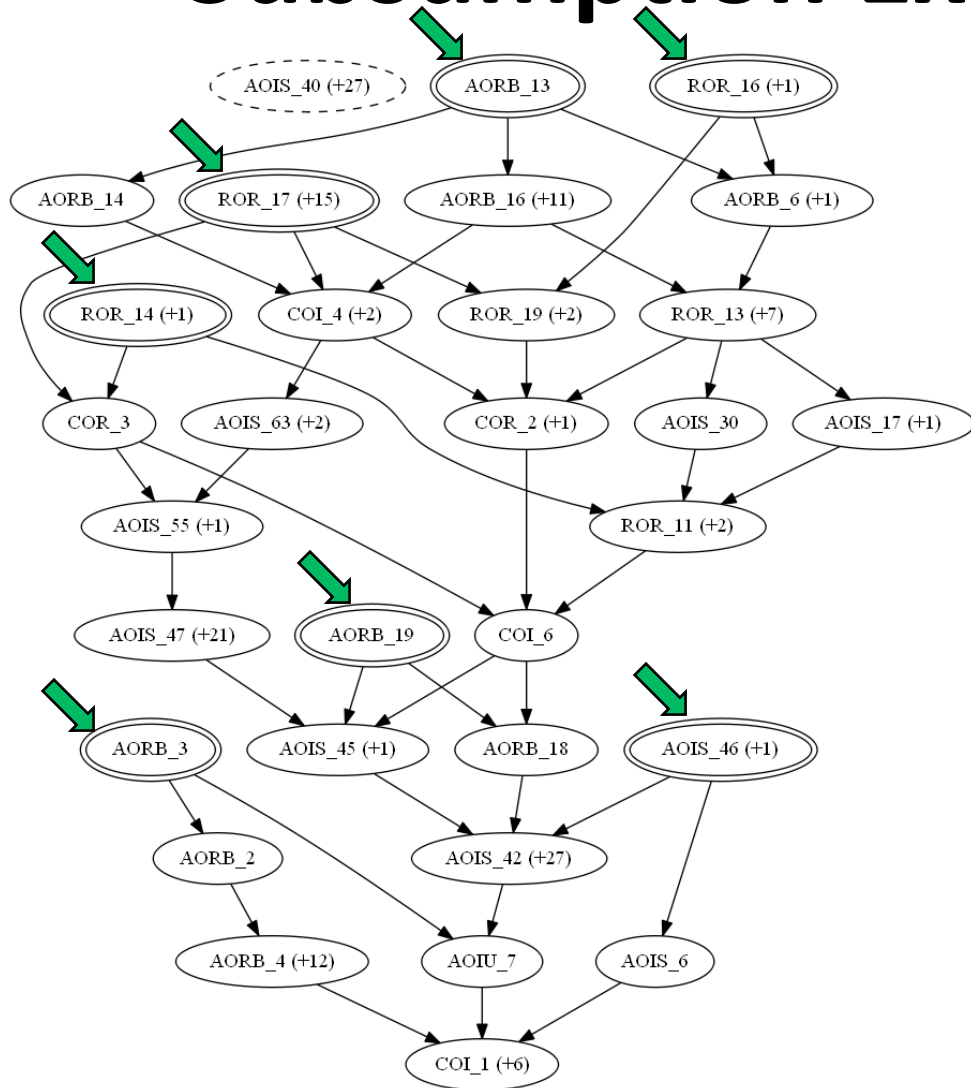 AOIS_40 (+27)
AORB_13
ROR_16 (+1)
AORB_14
ROR_17 (+15)
AORB_16 (+11)
AORB_6 (+1)
ROR_14 (+1)
COI_4 (+2)
ROR_19 (+2)
ROR_13 (+7)
COR_3
AOIS_63 (+2)
COR_2 (+1)
AOIS_30
AOIS_17 (+1)
AOIS_55 (+1)
ROR_11 (+2)
AOIS_47 (+21)
AORB_19
COI_6
AORB_3
AOIS_45 (+1)
AORB_18
AOIS_46 (+1)
AORB_2
AOIS_42 (+27)
AORB_4 (+12)
AOIU_7
AOIS_6
COI_1 (+6)